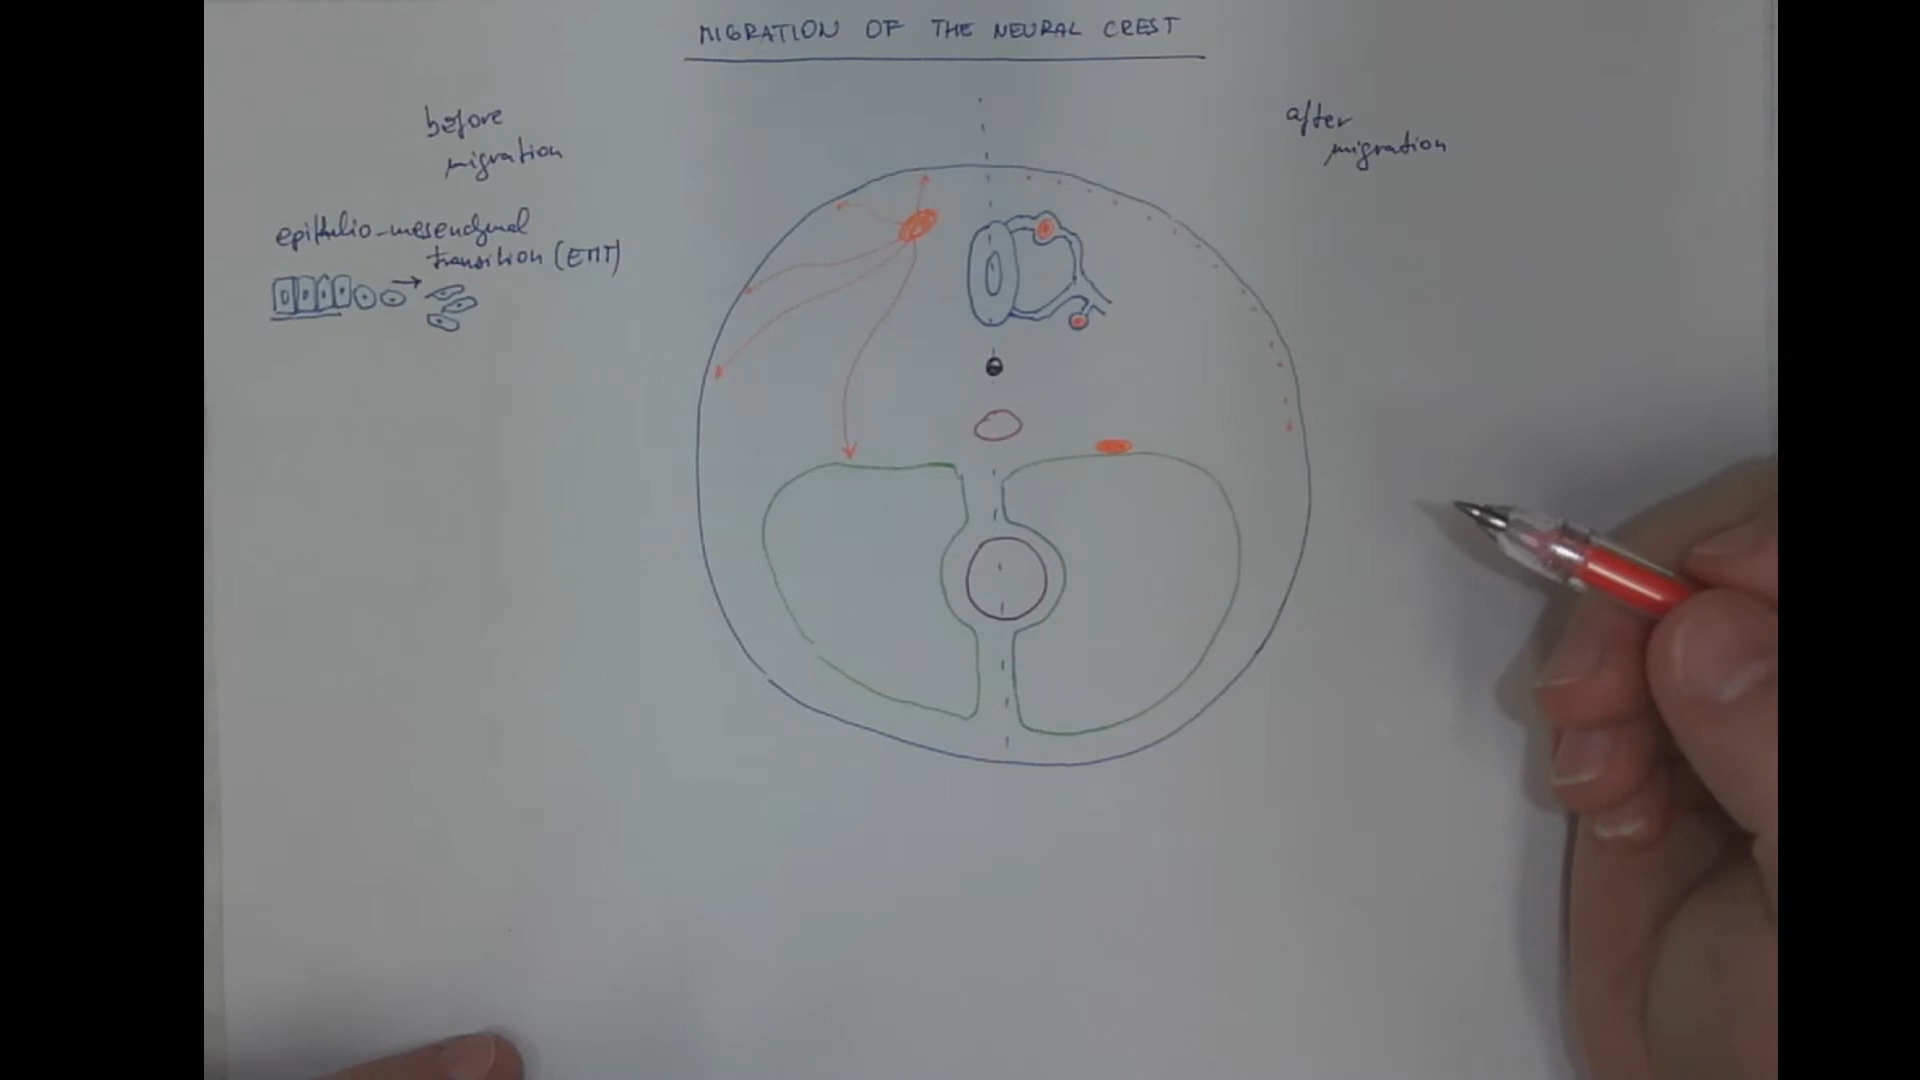 MIGRATION OF THE NEURAL CREST
before
migration
after
migration
epithelio-mesenchymal
transition (EMT)